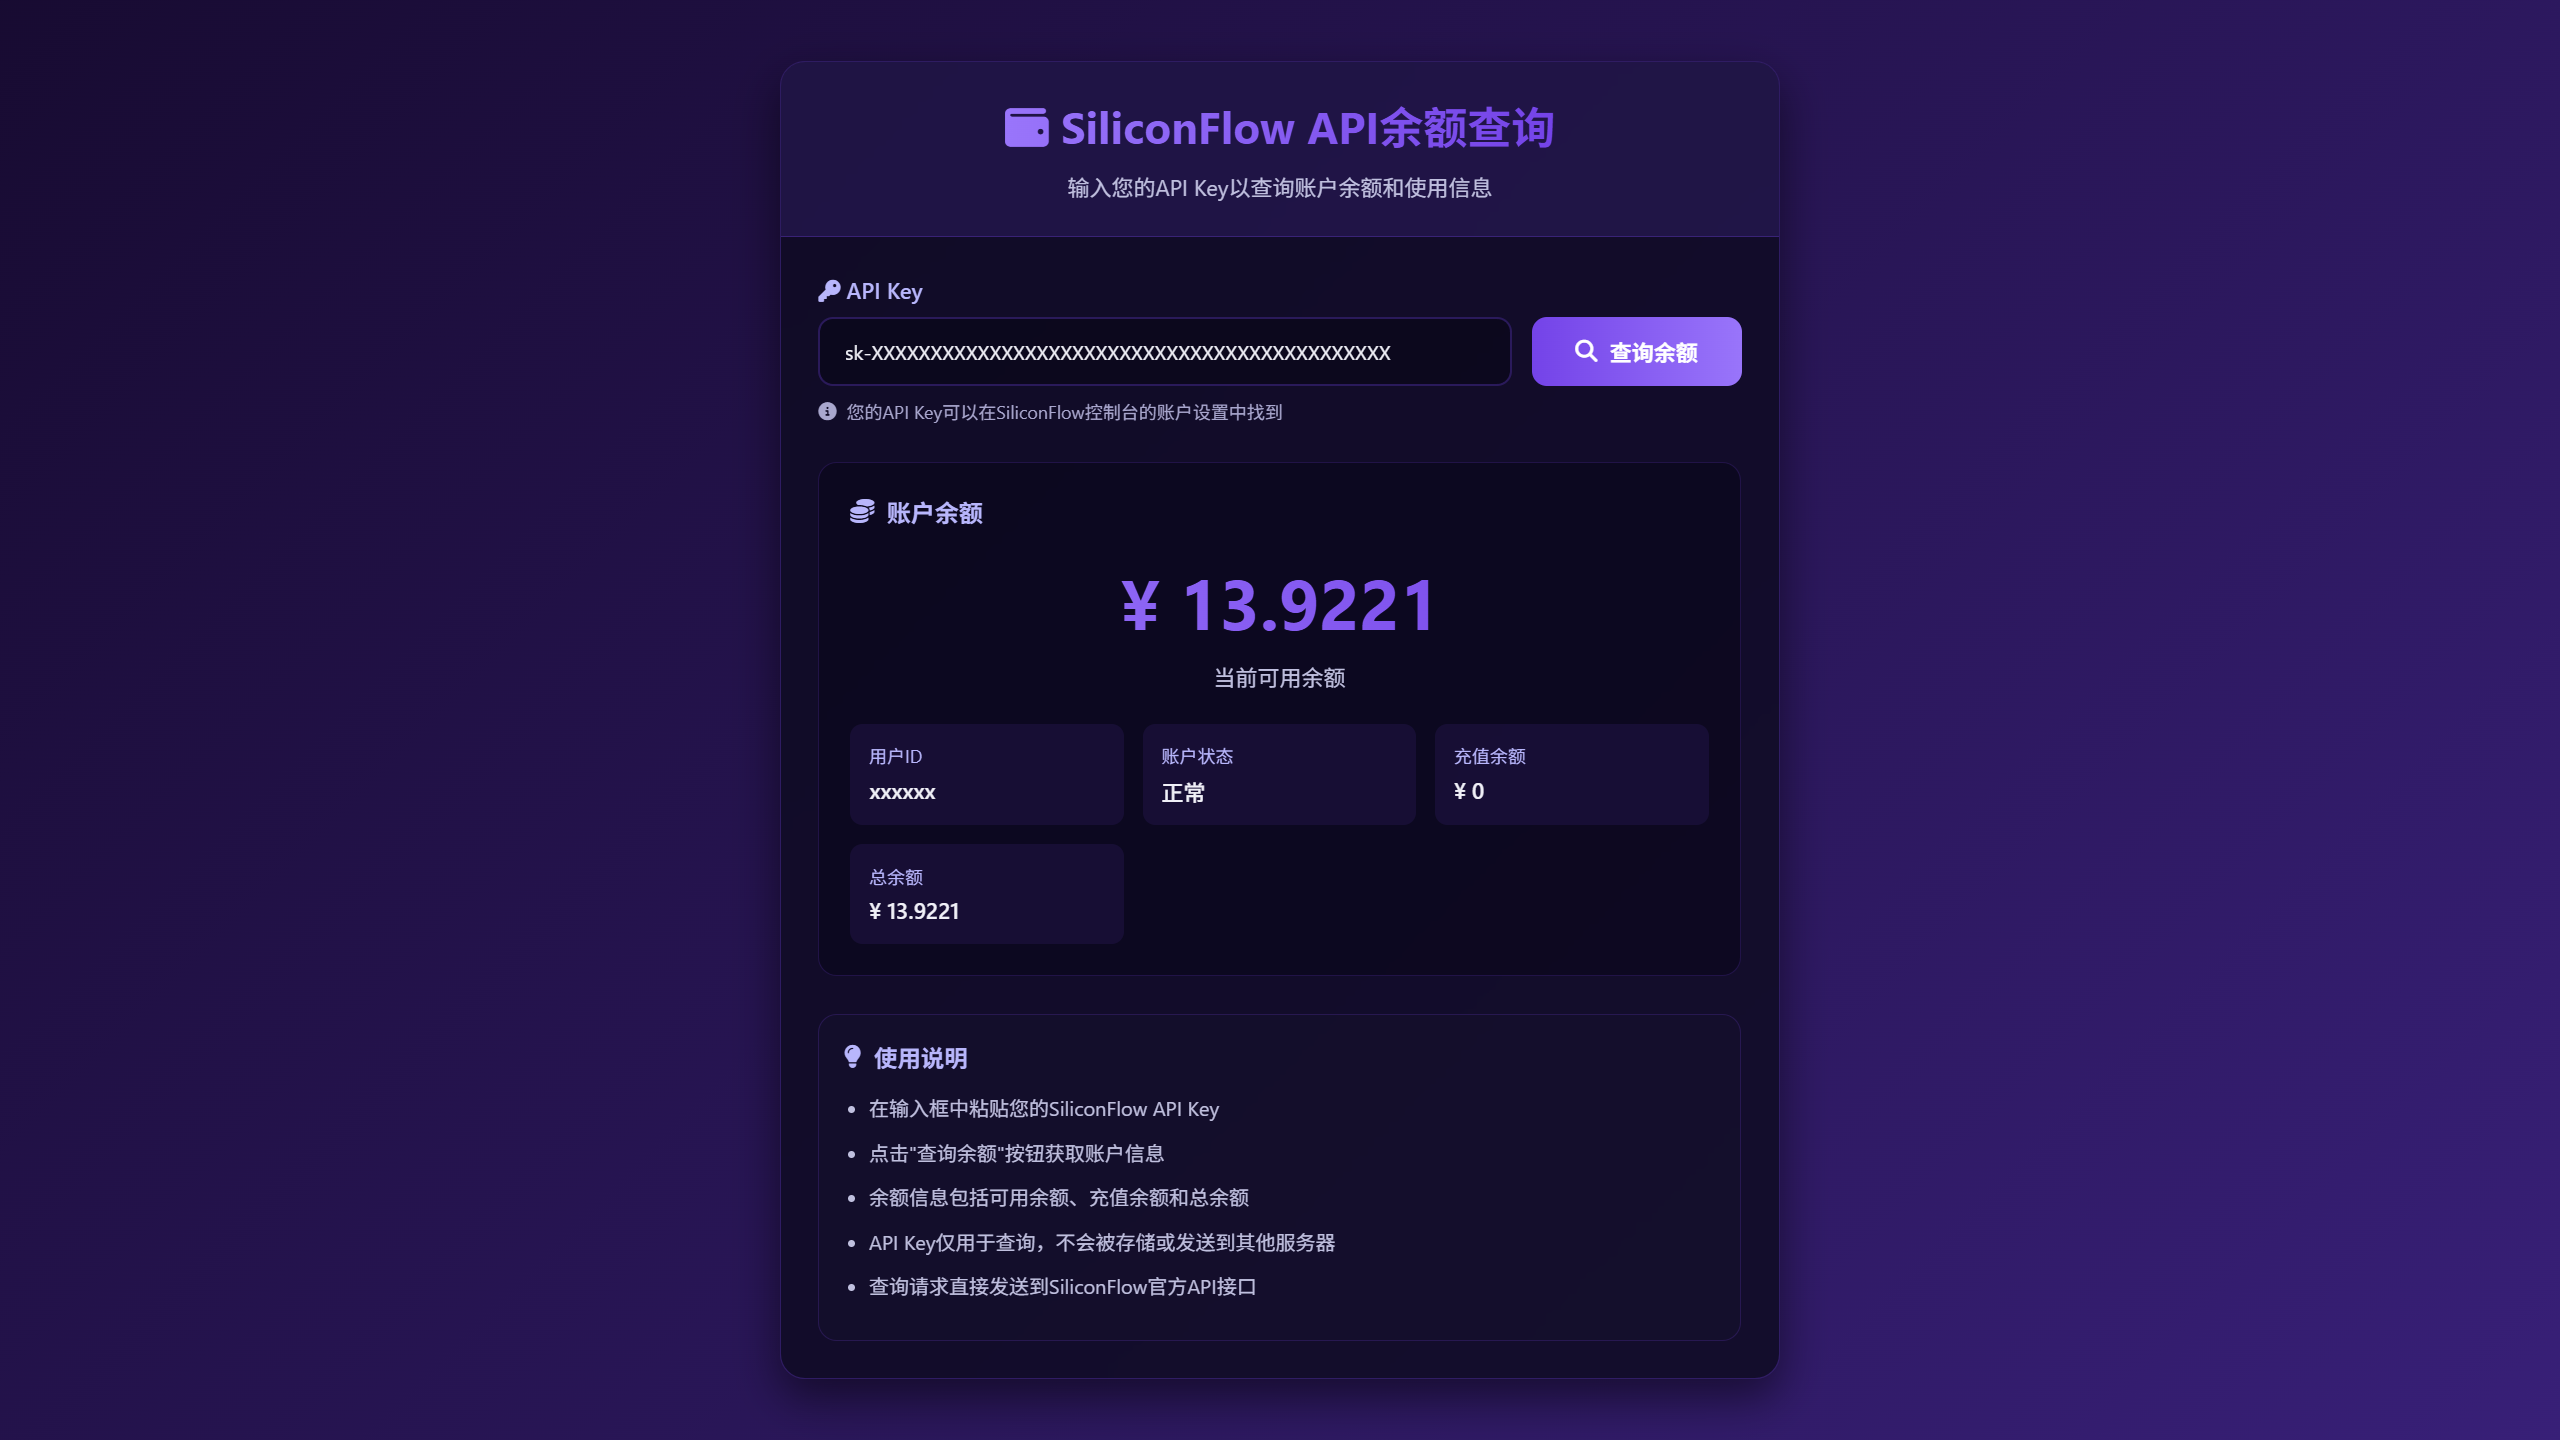 SiliconFlow API余额查询
输入您的API Key以查询账户余额和使用信息
API Key
sk-XXXXXXXXXXXXXXXXXXXXXXXXXXXXXXXXXXXXXXXXXXXX
查询余额
您的API Key可以在SiliconFlow控制台的账户设置中找到
账户余额
¥ 13.9221
当前可用余额
用户ID
xxxxxx
账户状态
正常
充值余额
¥ 0
总余额
¥ 13.9221
使用说明
• 在输入框中粘贴您的SiliconFlow API Key
• 点击"查询余额"按钮获取账户信息
• 余额信息包括可用余额、充值余额和总余额
• API Key仅用于查询，不会被存储或发送到其他服务器
• 查询请求直接发送到SiliconFlow官方API接口